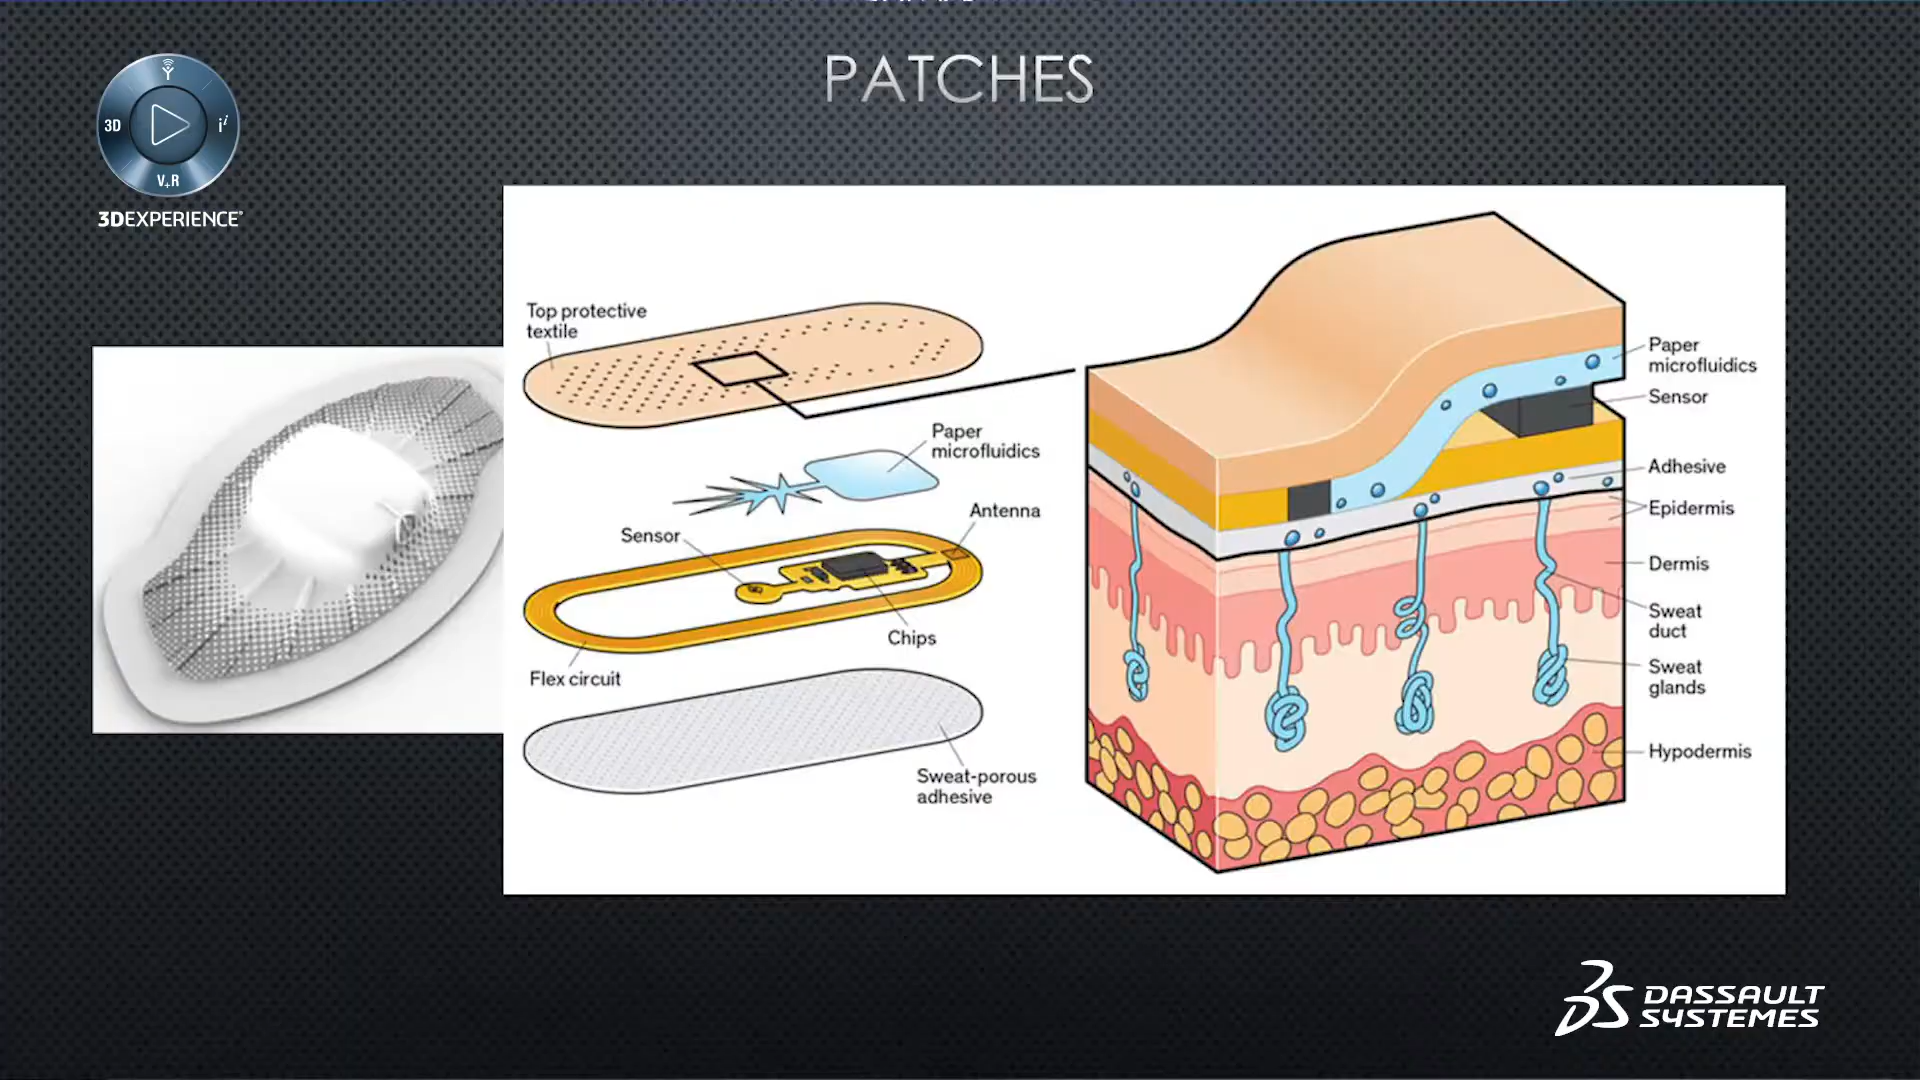 PATCHES
3D
i
V+R
3DEXPERIENCE®
Top protective
textile
Paper
microfluidics
Antenna
Sensor
Chips
Flex circuit
Sweat-porous
adhesive
Paper
microfluidics
Sensor
Adhesive
Epidermis
Dermis
Sweat
duct
Sweat
glands
Hypodermis
DASSAULT
SYSTEMES